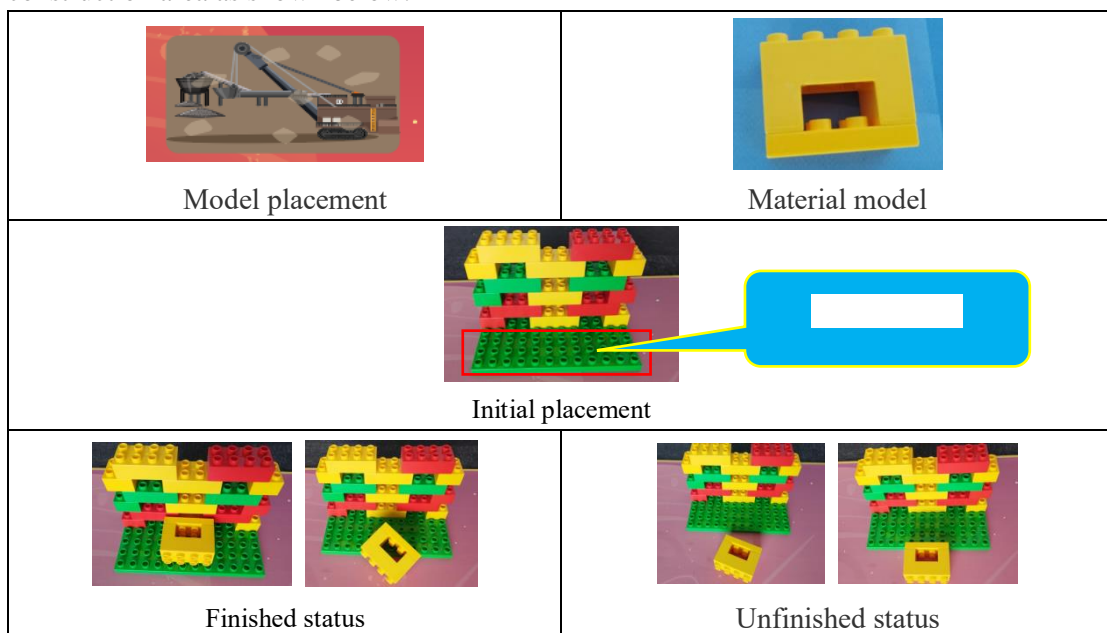 Model placement
Material model
Initial placement
Finished status
Unfinished status